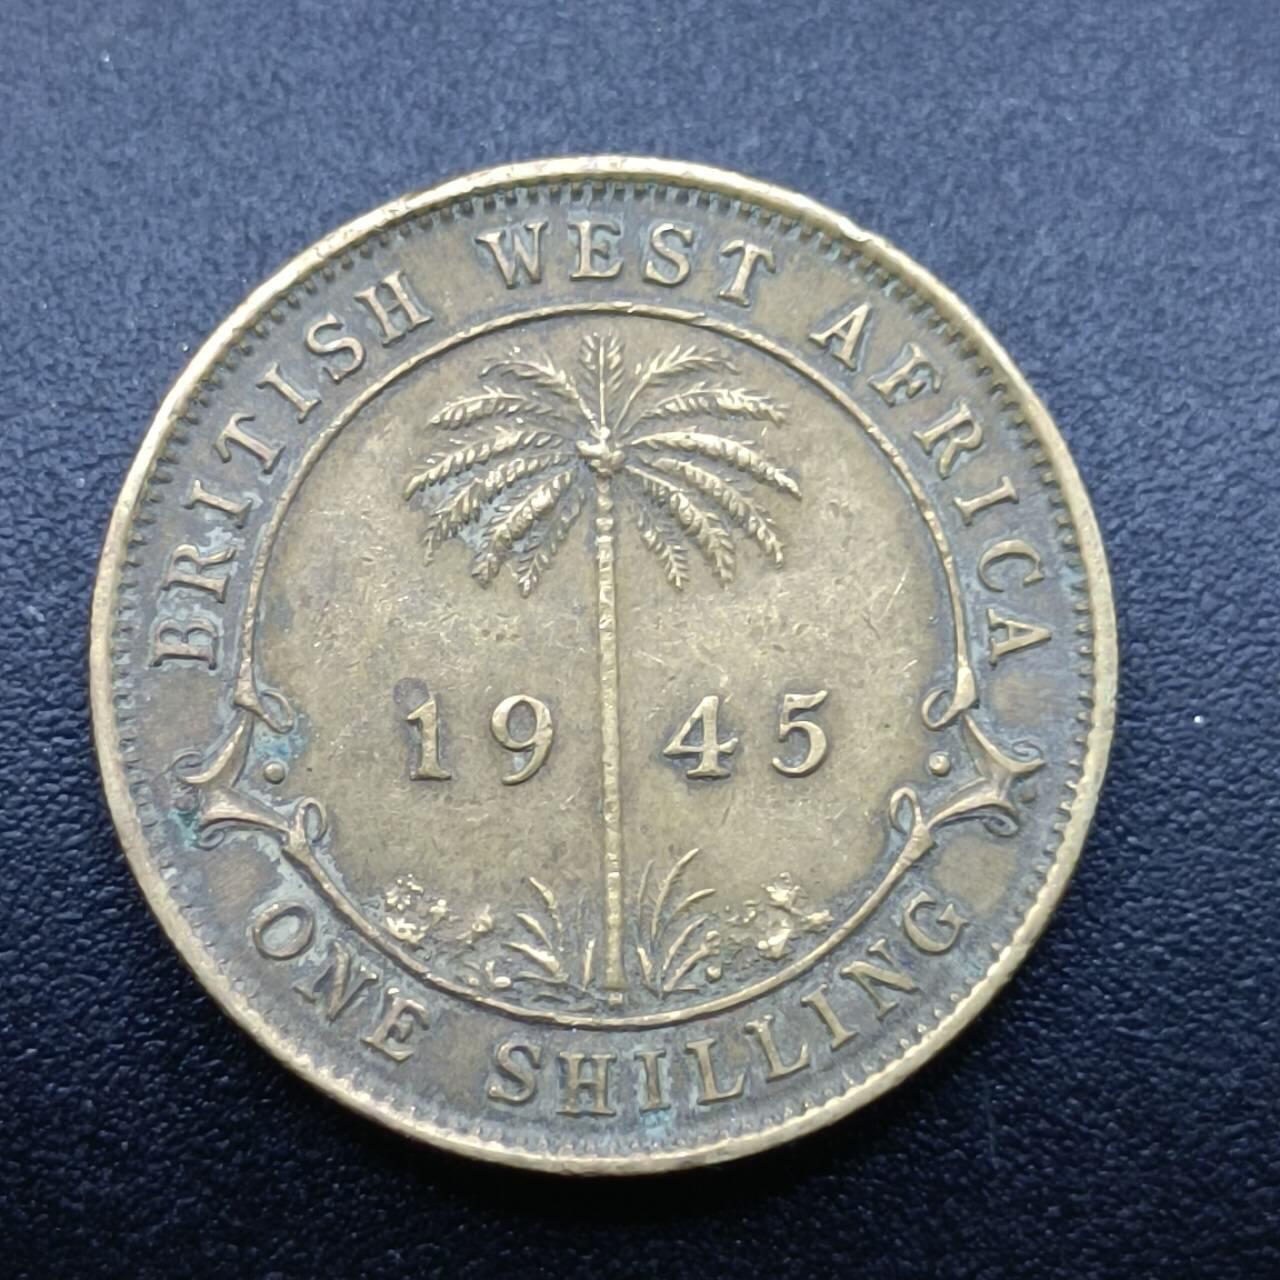 BRITISH WEST AFRICA
1945
ONE SHILLING